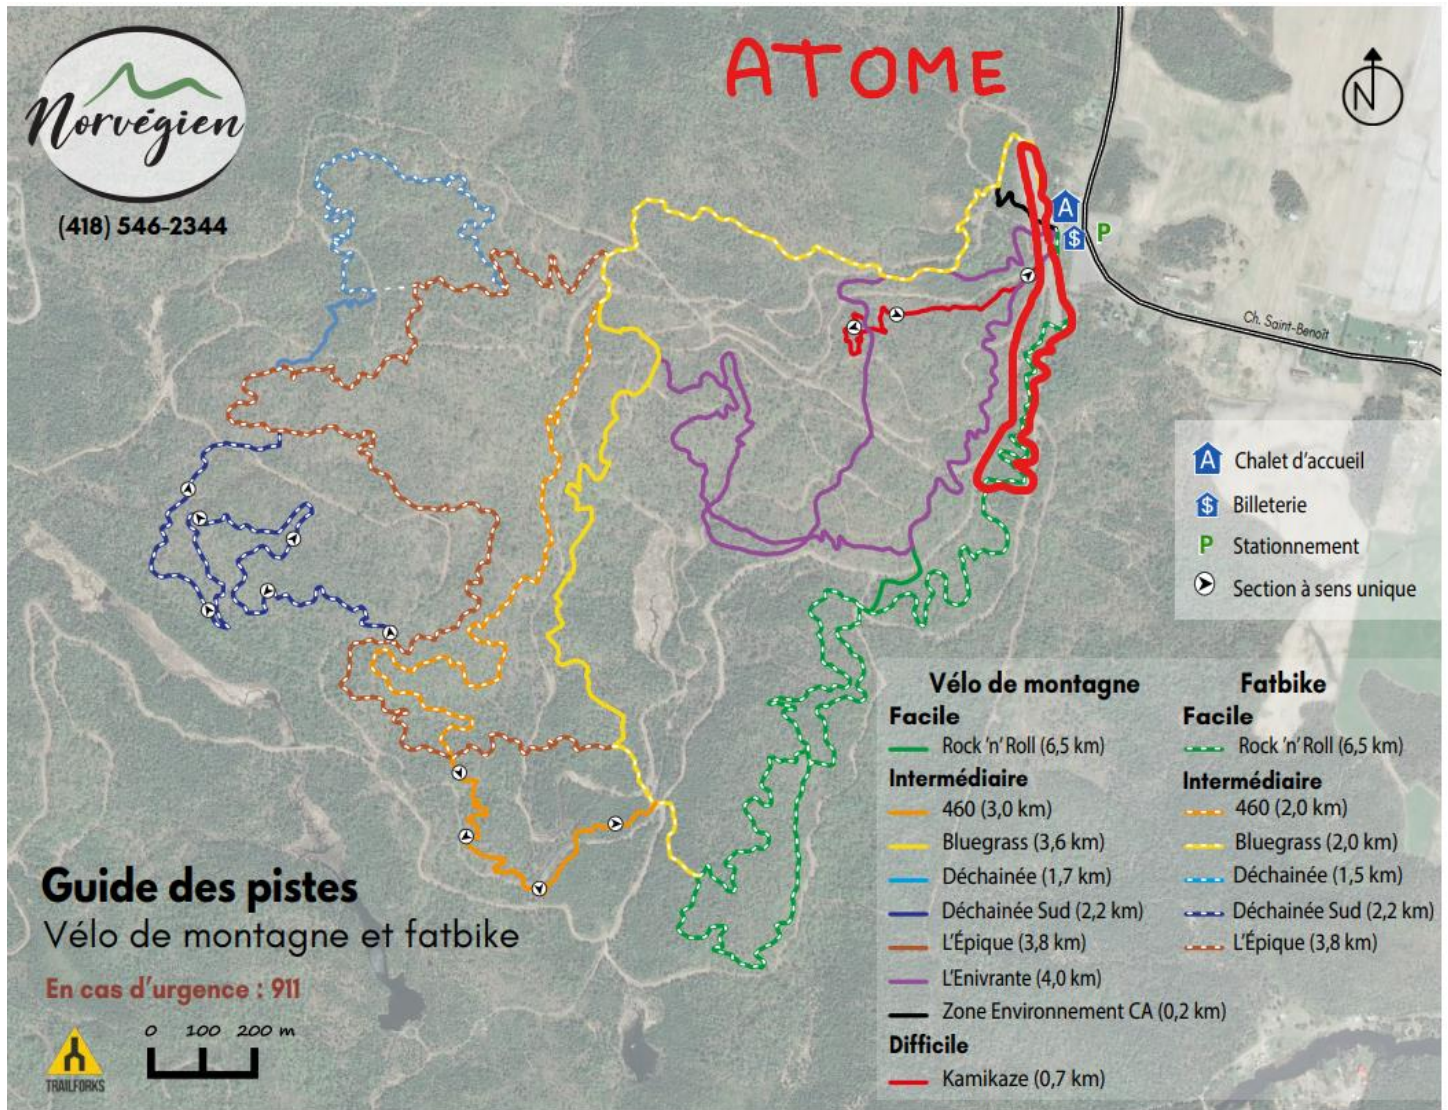 ATOME
Norvégien
(418) 546-2344
N
A
$
P
Ch. Saint-Benoît
A Chalet d'accueil
$ Billeterie
P Stationnement
Section à sens unique
Vélo de montagne
Facile
Rock 'n' Roll (6,5 km)
Intermédiaire
460 (3,0 km)
Bluegrass (3,6 km)
Déchainée (1,7 km)
Déchainée Sud (2,2 km)
L'Épique (3,8 km)
L'Enivrante (4,0 km)
Zone Environnement CA (0,2 km)
Difficile
Kamikaze (0,7 km)
Fatbike
Facile
Rock 'n' Roll (6,5 km)
Intermédiaire
460 (2,0 km)
Bluegrass (2,0 km)
Déchainée (1,5 km)
Déchainée Sud (2,2 km)
L'Épique (3,8 km)
Guide des pistes
Vélo de montagne et fatbike
En cas d'urgence : 911
0 100 200 m
TRAILFORKS